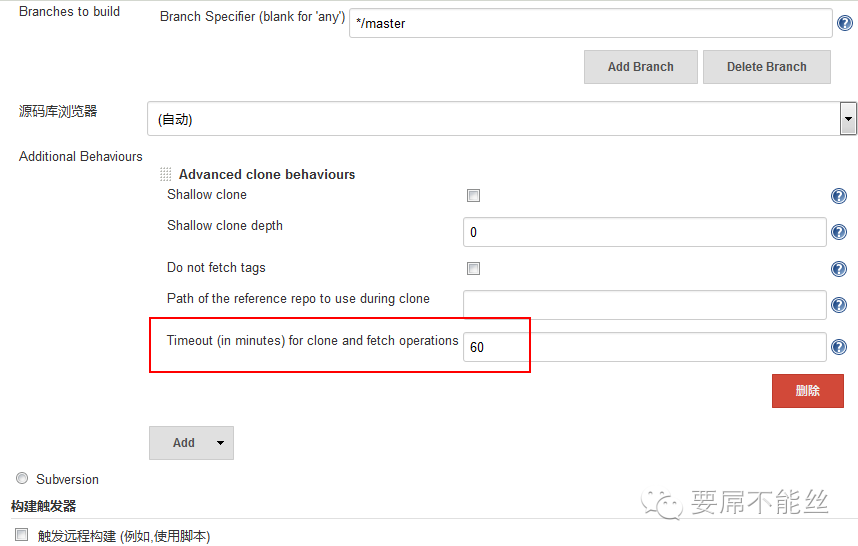 Branches to build
Branch Specifier (blank for 'any')
*/master
Add Branch
Delete Branch
源码库浏览器
(自动)
Additional Behaviours
Advanced clone behaviours
Shallow clone
Shallow clone depth
0
Do not fetch tags
Path of the reference repo to use during clone
Timeout (in minutes) for clone and fetch operations
60
删除
Add
Subversion
构建触发器
触发远程构建 (例如,使用脚本)
要屌不能丝